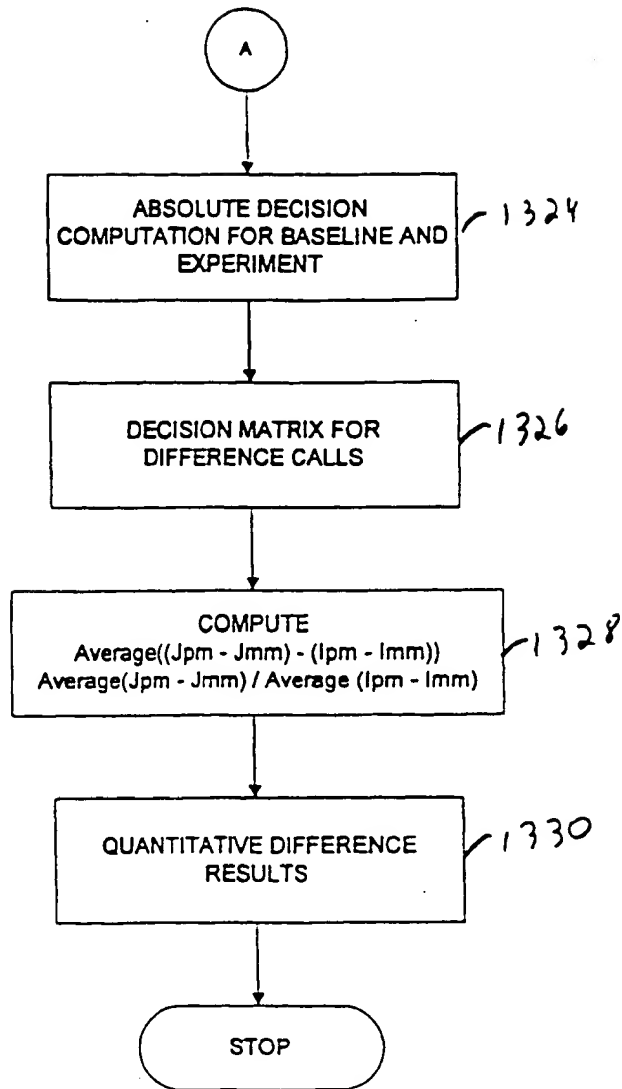 A
ABSOLUTE DECISION
COMPUTATION FOR BASELINE AND
EXPERIMENT
1324
DECISION MATRIX FOR
DIFFERENCE CALLS
1326
COMPUTE
Average((Jpm - Jmm) - (Ipm - Imm))
Average(Jpm - Jmm) / Average (Ipm - Imm)
1328
QUANTITATIVE DIFFERENCE
RESULTS
1330
STOP